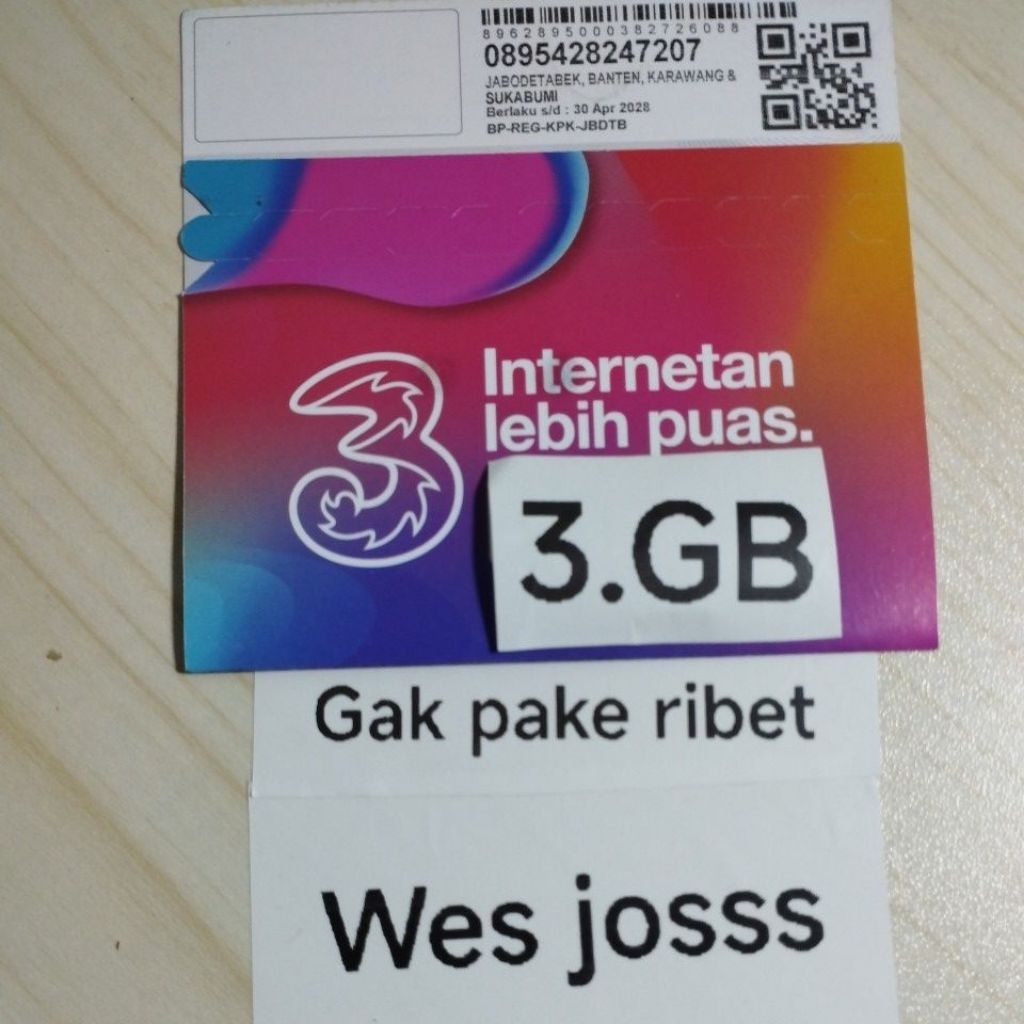 8962895000382726088
0895428247207
JABODETABEK, BANTEN, KARAWANG &
SUKABUMI
Berlaku s/d : 30 Apr 2028
BP-REG-KPK-JBDTB
3
Internetan
lebih puas.
3.GB
Gak pake ribet
Wes josss